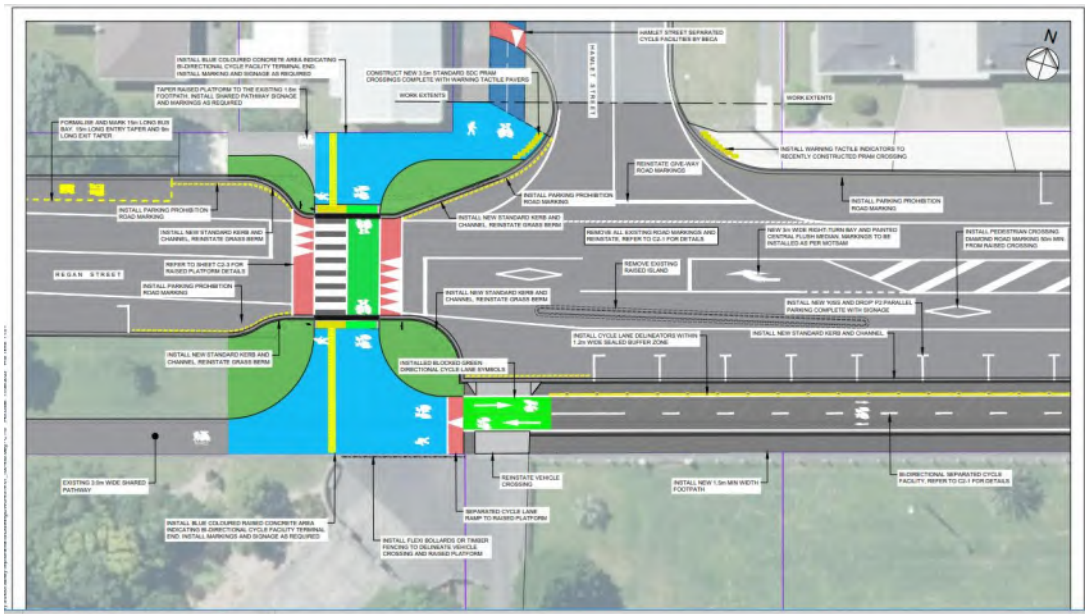 HAMLET STREET SEPARATED
CYCLE FACILITIES BY BECA
N
INSTALL BLUE COLOURED CONCRETE AREA INDICATING
BI-DIRECTIONAL CYCLE FACILITY TERMINAL END.
INSTALL MARKING AND SIGNAGE AS REQUIRED
CONSTRUCT NEW 3.5m STANDARD SDC PRAM
CROSSINGS COMPLETE WITH WARNING TACTILE PAVERS
HAMLET STREET
TAPER RAISED PLATFORM TO THE EXISTING 1.5m
FOOTPATH. INSTALL SHARED PATHWAY SIGNAGE
AND MARKINGS AS REQUIRED
WORK EXTENTS
WORK EXTENTS
FORMALISE AND MARK 15m LONG BUS
BAY, 15m LONG ENTRY TAPER AND 9m
LONG EXIT TAPER
INSTALL WARNING TACTILE INDICATORS TO
RECENTLY CONSTRUCTED PRAM CROSSING
REINSTATE GIVE-WAY
ROAD MARKINGS
INSTALL PARKING PROHIBITION
ROAD MARKING
INSTALL PARKING PROHIBITION
ROAD MARKING
INSTALL PARKING PROHIBITION
ROAD MARKING
INSTALL NEW STANDARD KERB AND
CHANNEL, REINSTATE GRASS BERM
INSTALL NEW STANDARD KERB AND
CHANNEL, REINSTATE GRASS BERM
REMOVE ALL EXISTING ROAD MARKINGS AND
REINSTATE, REFER TO C2-1 FOR DETAILS
NEW 3m WIDE RIGHT-TURN BAY AND PAINTED
CENTRAL FLUSH MEDIAN. MARKINGS TO BE
INSTALLED AS PER MOTSAM
INSTALL PEDESTRIAN CROSSING
DIAMOND ROAD MARKING 50m MIN.
FROM RAISED CROSSING
REGAN STREET
REFER TO SHEET C2-3 FOR
RAISED PLATFORM DETAILS
REMOVE EXISTING
RAISED ISLAND
INSTALL PARKING PROHIBITION
ROAD MARKING
INSTALL NEW STANDARD KERB AND
CHANNEL, REINSTATE GRASS BERM
INSTALL NEW 'KISS AND DROP' P2 PARALLEL
PARKING COMPLETE WITH SIGNAGE
INSTALL CYCLE LANE DELINEATORS WITHIN
1.2m WIDE SEALED BUFFER ZONE
INSTALL NEW STANDARD KERB AND CHANNEL
INSTALL NEW STANDARD KERB AND
CHANNEL, REINSTATE GRASS BERM
INSTALLED BLOCKED GREEN
DIRECTIONAL CYCLE LANE SYMBOLS
EXISTING 3.0m WIDE SHARED
PATHWAY
REINSTATE VEHICLE
CROSSING
INSTALL NEW 1.5m MIN WIDTH
FOOTPATH
BI-DIRECTIONAL SEPARATED CYCLE
FACILITY, REFER TO C2-1 FOR DETAILS
SEPARATED CYCLE LANE
RAMP TO RAISED PLATFORM
INSTALL BLUE COLOURED RAISED CONCRETE AREA
INDICATING BI-DIRECTIONAL CYCLE FACILITY TERMINAL
END. INSTALL MARKINGS AND SIGNAGE AS REQUIRED
INSTALL FLEXI BOLLARDS OR TIMBER
FENCING TO DELINEATE VEHICLE
CROSSING AND RAISED PLATFORM